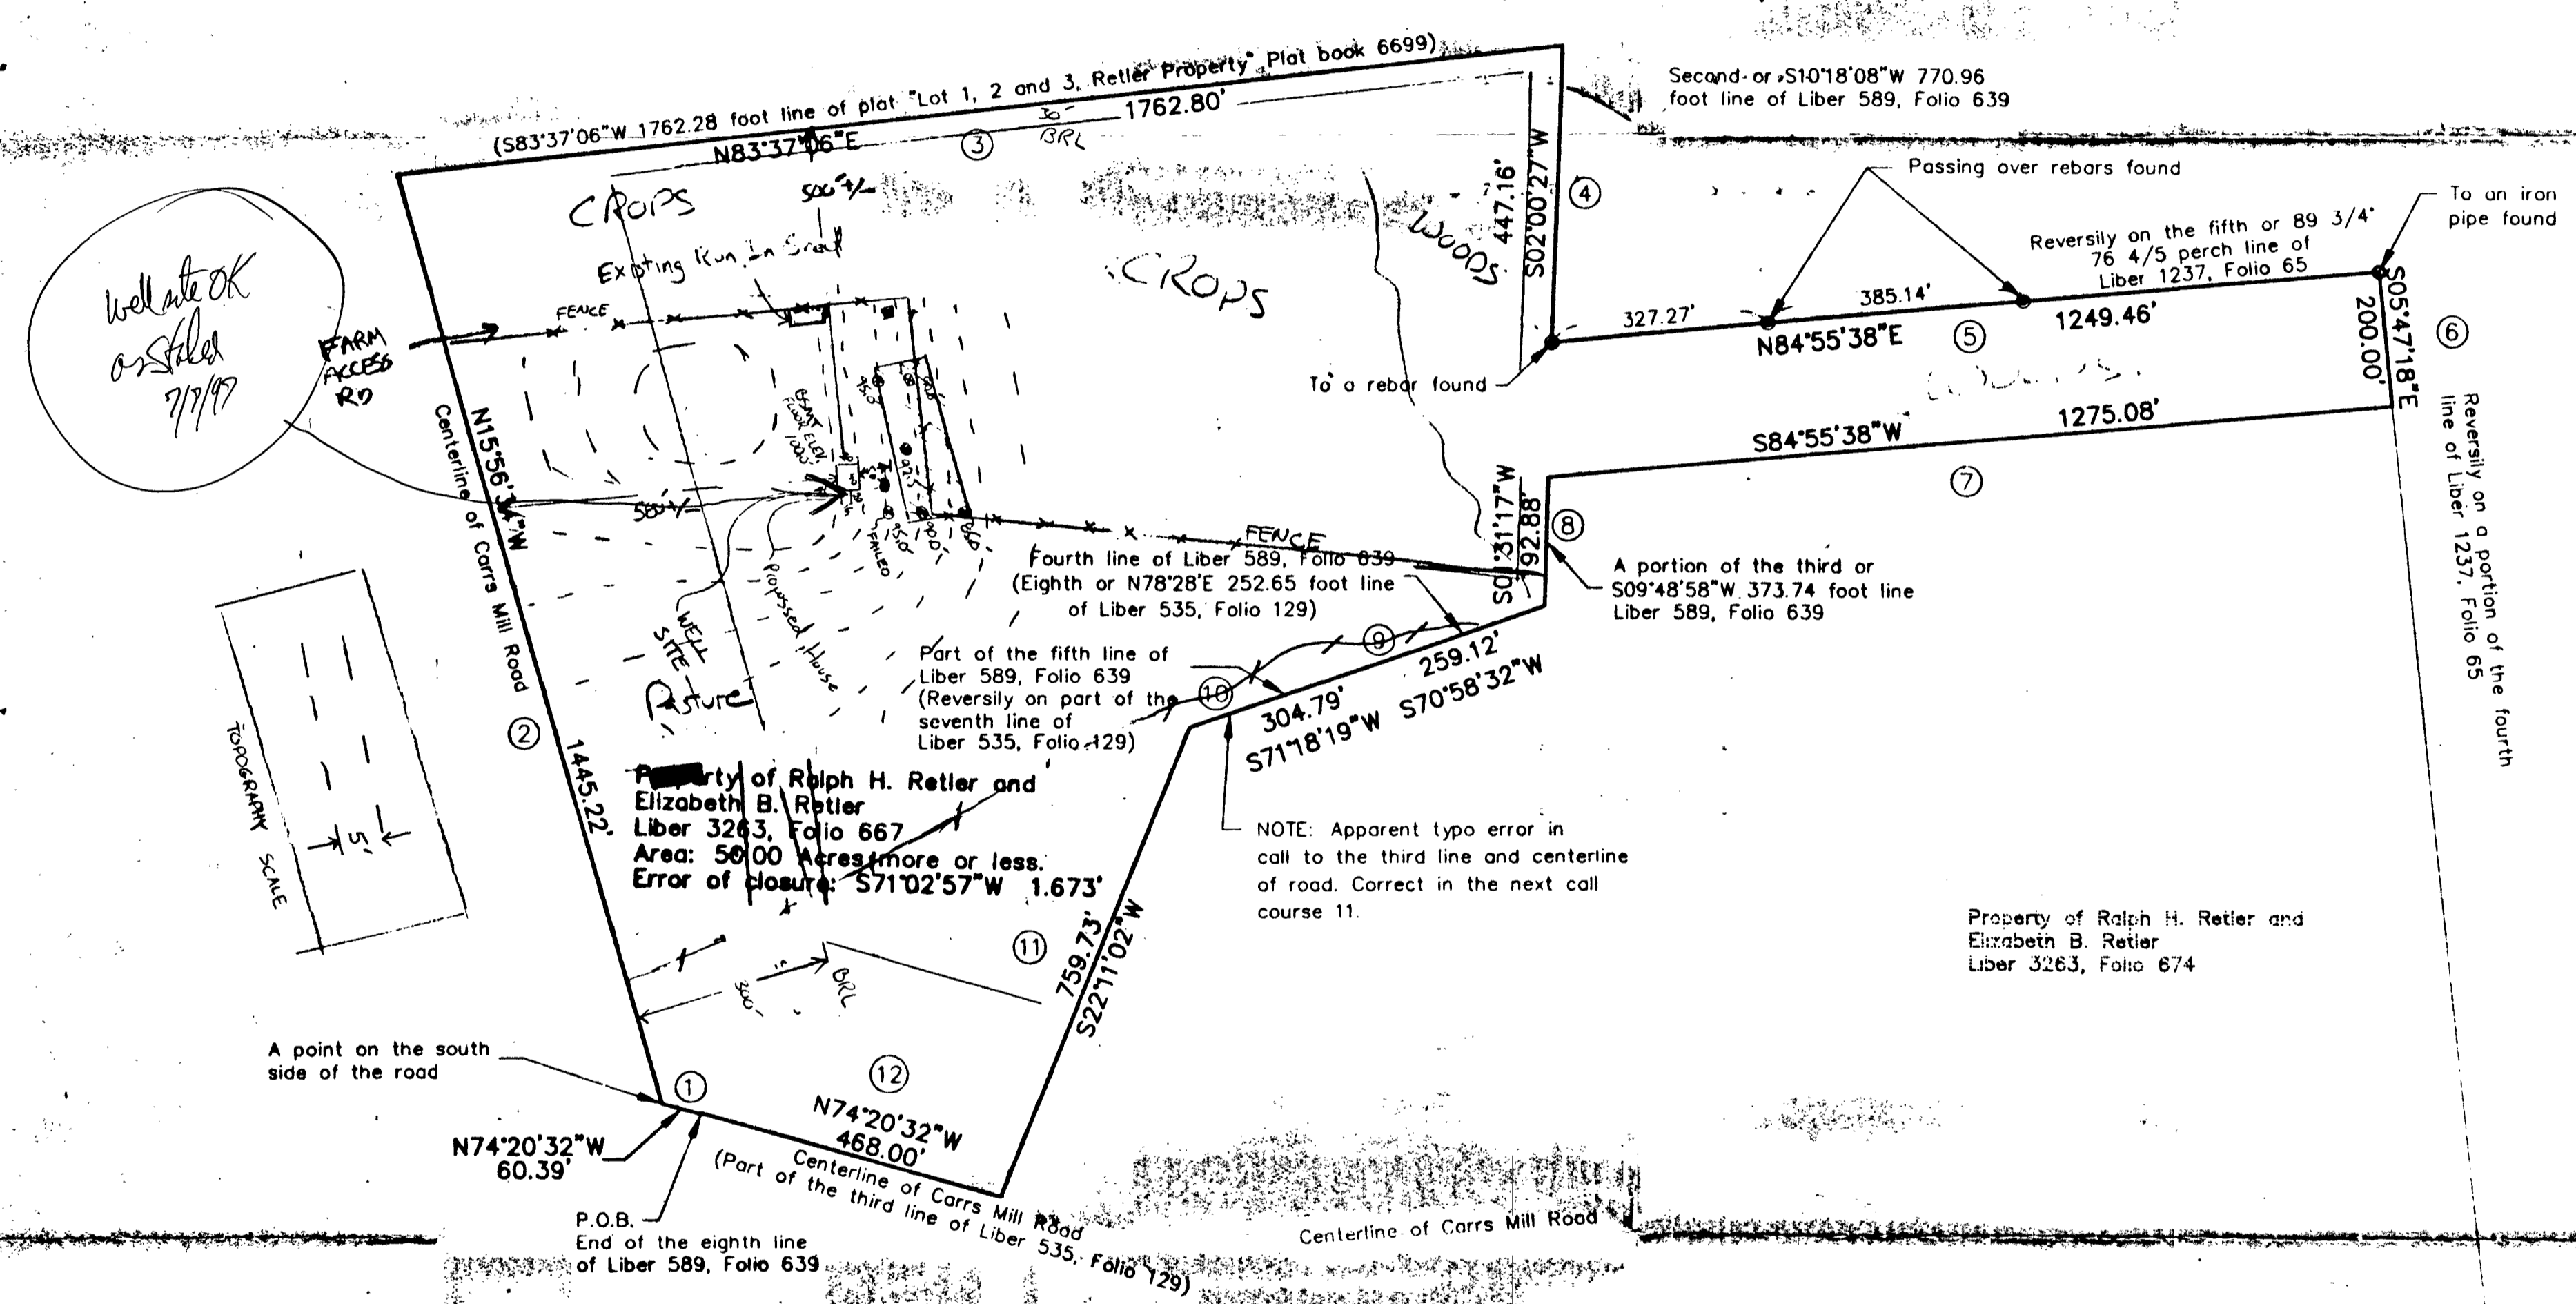 (S83°37'06"W 1762.28 foot line of plat "Lot 1, 2 and 3, Retler Property" Plat book 6699)
N83°37'06"E
3
30'
BRL
1762.80'
Second or S10°18'08"W 770.96
foot line of Liber 589, Folio 639
447.16'
S02°00'27"W
4
Passing over rebars found
To an iron
pipe found
Reversily on the fifth or 89 3/4°
76 4/5 perch line of
Liber 1237, Folio 65
327.27'
385.14'
N84°55'38"E
5
1249.46'
S05°47'18"E
200.00'
6
To a rebar found
Reversily on a portion of the fourth
line of Liber 1237, Folio 65
S84°55'38"W
1275.08'
7
8
92.88'
A portion of the third or
S09°48'58"W 373.74 foot line
Liber 589, Folio 639
well site OK
as Staked
7/7/97
FARM
ACCESS
RD
CROPS
500' +/-
Existing Run In
FENCE
CROPS
WOODS
BSMT
FLOOR ELEV.
FAILED
FENCE
Fourth line of Liber 589, Folio 639
(Eighth or N78°28'E 252.65 foot line
of Liber 535, Folio 129)
Proposed House
WELL
SITE
Pasture
N15°56'34"W
Centerline of Carrs Mill Road
2
1445.22'
Part of the fifth line of
Liber 589, Folio 639
(Reversily on part of the
seventh line of
Liber 535, Folio 129)
9
10
259.12'
S70°58'32"W
304.79'
S71°18'19"W
TOPOGRAPHY SCALE
5'
Property of Ralph H. Retler and
Elizabeth B. Retler
Liber 3263, Folio 667
Area: 50.00 Acres more or less.
Error of closure: S71°02'57"W 1.673'
NOTE: Apparent typo error in
call to the third line and centerline
of road. Correct in the next call
course 11.
11
759.73'
S22°11'02"W
300'
BRL
Property of Ralph H. Retler and
Elizabeth B. Retler
Liber 3263, Folio 674
A point on the south
side of the road
1
12
N74°20'32"W
468.00'
N74°20'32"W
60.39'
Centerline of Carrs Mill Road
(Part of the third line of Liber 535, Folio 129)
P.O.B.
End of the eighth line
of Liber 589, Folio 639
Centerline of Carrs Mill Road